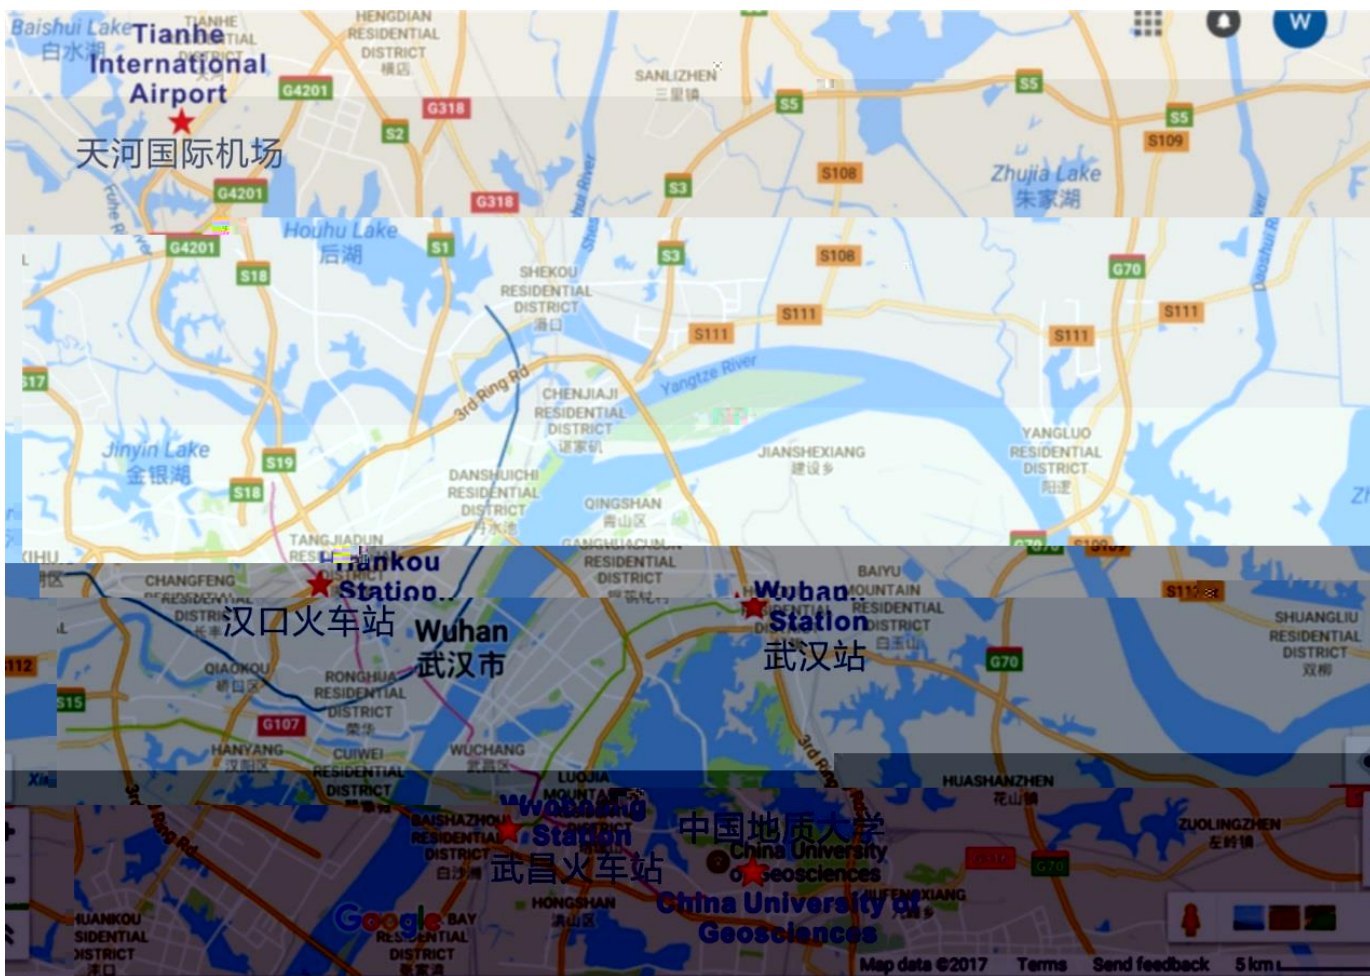 Baishui Lake
白水湖
Tianhe
International
Airport
天河国际机场
TIANHE
HENGDIAN
RESIDENTIAL
DISTRICT
横店
W
SANLIZHEN
三里镇
G4201
G318
S2
S5
S5
S5
S109
S108
Zhujia Lake
朱家湖
G4201
G318
S3
Houhu Lake
后湖
G4201
S1
S18
S3
S108
G70
SHEKOU
RESIDENTIAL
DISTRICT
滠口
S111
S111
S111
S111
S17
3rd Ring Rd
Yangtze River
CHENJIAJI
RESIDENTIAL
DISTRICT
谌家矶
Jinyin Lake
金银湖
S19
S18
DANSHUICHI
RESIDENTIAL
DISTRICT
丹水池
JIANSHEXIANG
建设乡
YANGLUO
RESIDENTIAL
DISTRICT
阳逻
QINGSHAN
青山区
TANGJIADUN
RESIDENTIAL
DISTRICT
CHANGFENG
Station
汉口火车站
Wuhan
武汉市
Wuhan
Station
武汉站
BAIYU
MOUNTAIN
RESIDENTIAL
DISTRICT
白玉山
SHUANGLIU
RESIDENTIAL
DISTRICT
双柳
QIAOKOU
硚口区
RONGHUA
RESIDENTIAL
DISTRICT
荣华
G70
S15
G107
HANYANG
汉阳区
CUIWEI
RESIDENTIAL
DISTRICT
WUCHANG
武昌区
LUOJIA
HUASHANZHEN
花山镇
3rd Ring Rd
BAISHAZHOU
RESIDENTIAL
DISTRICT
白沙洲
Station
武昌火车站
中国地质大学
China University
of Geosciences
China University of
Geosciences
ZUOLINGZHEN
左岭镇
G70
HONGSHAN
洪山区
Google
Map data ©2017 Terms Send feedback 5 km